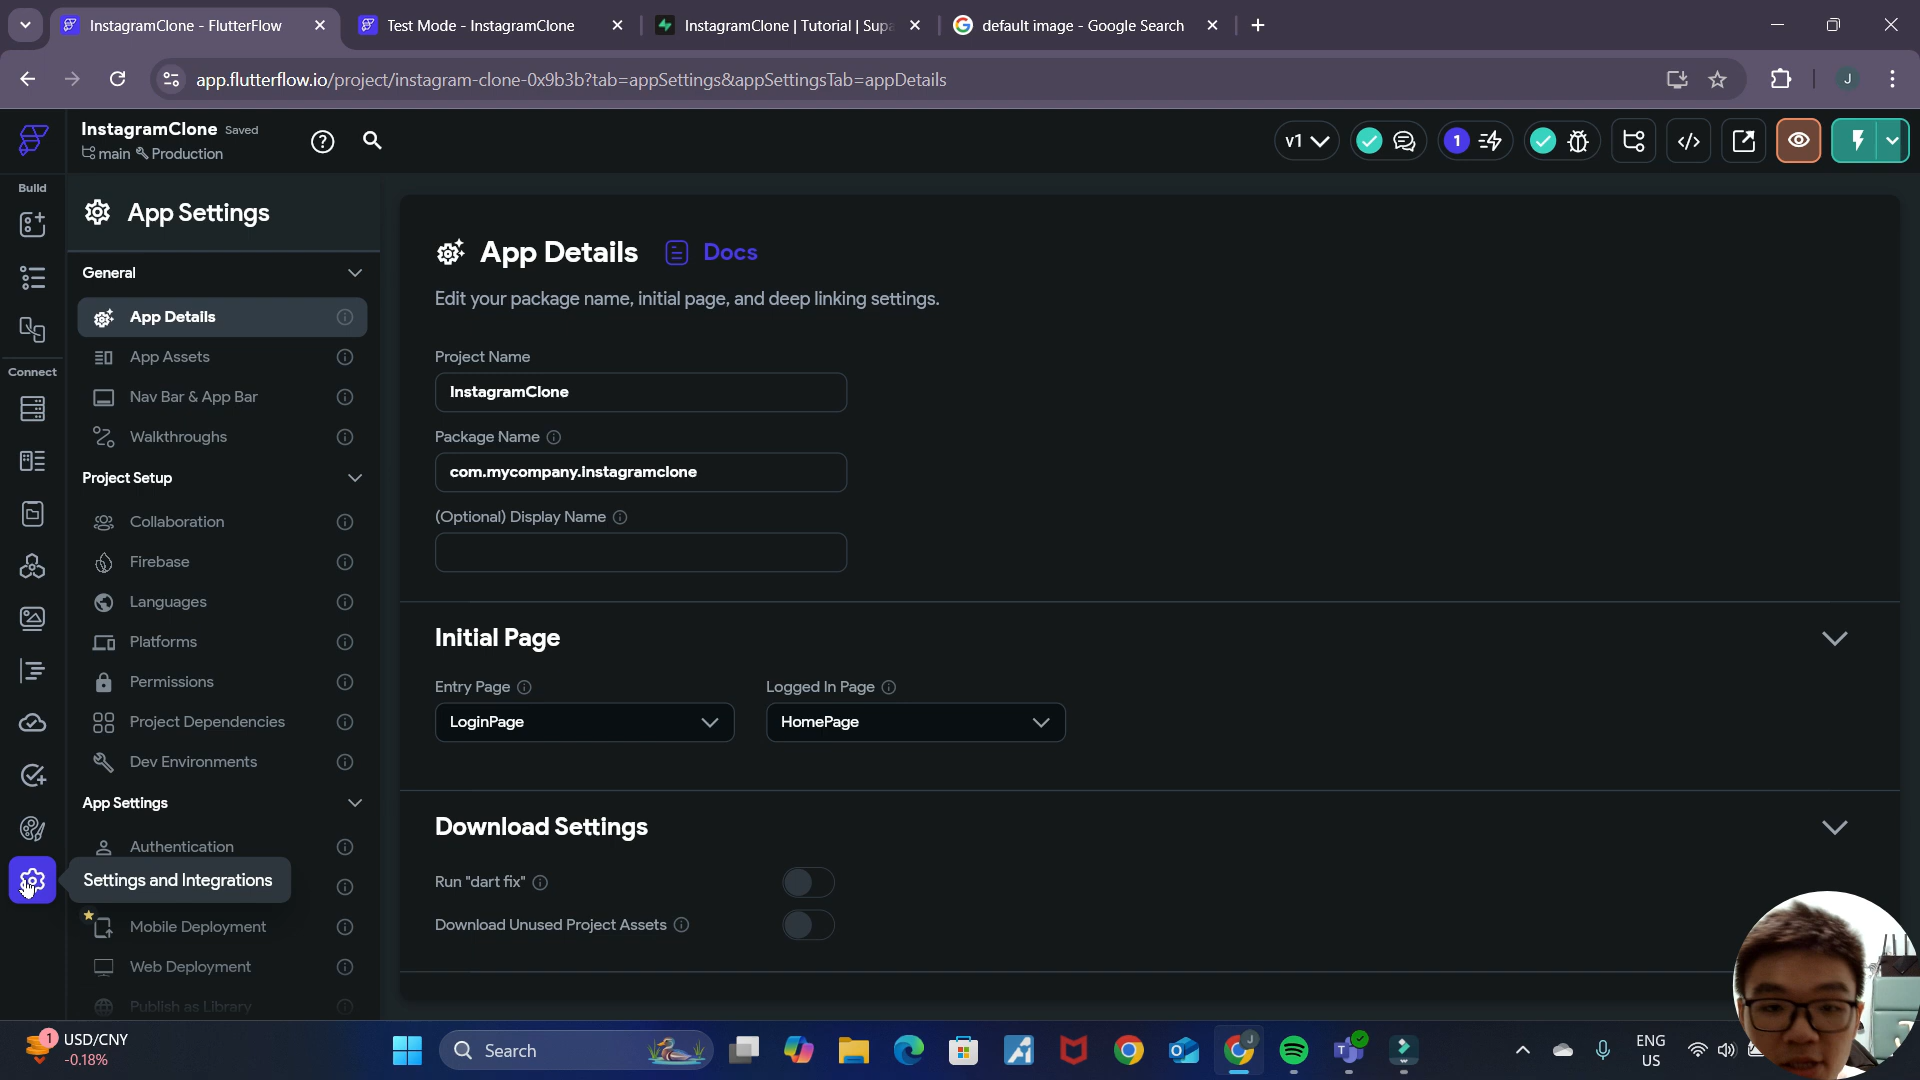 InstagramClone - FlutterFlow
Test Mode - InstagramClone
InstagramClone | Tutorial | Supa
default image - Google Search
app.flutterflow.io/project/instagram-clone-0x9b3b?tab=appSettings&appSettingsTab=appDetails
J
InstagramClone Saved
main Production
v1
1
Build
Connect
App Settings
General
App Details
App Assets
Nav Bar & App Bar
Walkthroughs
Project Setup
Collaboration
Firebase
Languages
Platforms
Permissions
Project Dependencies
Dev Environments
App Settings
Authentication
Settings and Integrations
Mobile Deployment
Web Deployment
Publish as Library
App Details Docs
Edit your package name, initial page, and deep linking settings.
Project Name
InstagramClone
Package Name
com.mycompany.instagramclone
(Optional) Display Name
Initial Page
Entry Page Logged In Page
LoginPage HomePage
Download Settings
Run "dart fix"
Download Unused Project Assets
1
USD/CNY
-0.18%
Search
ENG
US